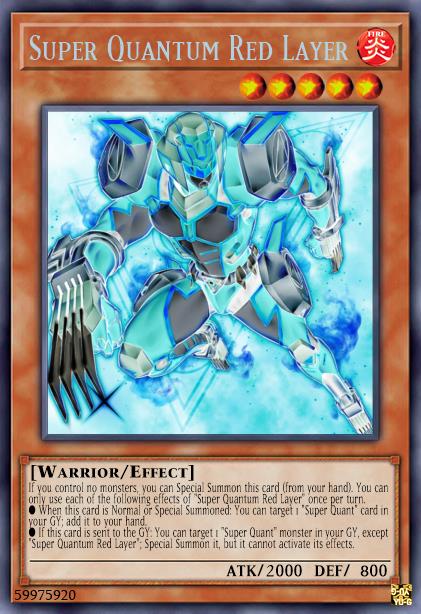 SUPER QUANTUM RED LAYER
FIRE
炎
[WARRIOR/EFFECT]
If you control no monsters, you can Special Summon this card (from your hand). You can
only use each of the following effects of "Super Quantum Red Layer" once per turn.
● When this card is Normal or Special Summoned: You can target 1 "Super Quant" card in
your GY; add it to your hand.
● If this card is sent to the GY: You can target 1 "Super Quant" monster in your GY, except
"Super Quantum Red Layer"; Special Summon it, but it cannot activate its effects.
ATK/2000 DEF/ 800
59975920